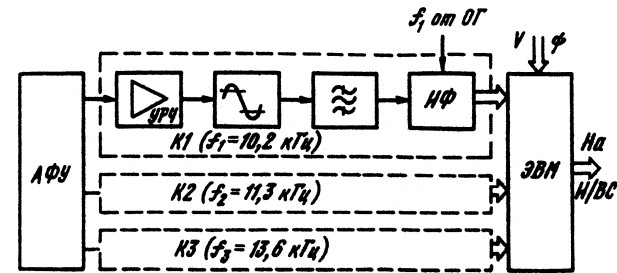 f₁ от ОГ
V
Ф
УРЧ
ИФ
К1 (f₁=10,2 кГц)
АФУ
ЭВМ
На
И/ВС
К2 (f₂=11,3 кГц)
К3 (f₃=13,6 кГц)